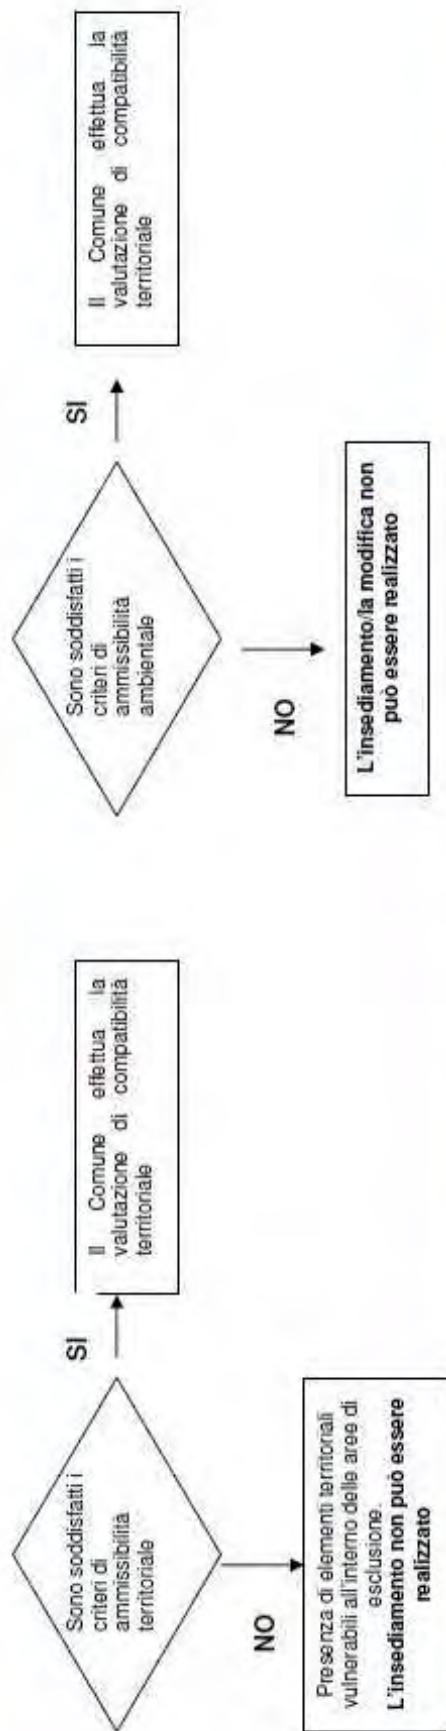 Sono soddisfatti i
criteri di
ammissibilità
territoriale
SI
Il Comune effettua la
valutazione di compatibilità
territoriale
NO
Presenza di elementi territoriali
vulnerabili all'interno delle aree di
esclusione.
L'insediamento non può essere
realizzato
Sono soddisfatti i
criteri di
ammissibilità
ambientale
SI
Il Comune effettua la
valutazione di compatibilità
territoriale
NO
L'insediamento/la modifica non
può essere realizzato